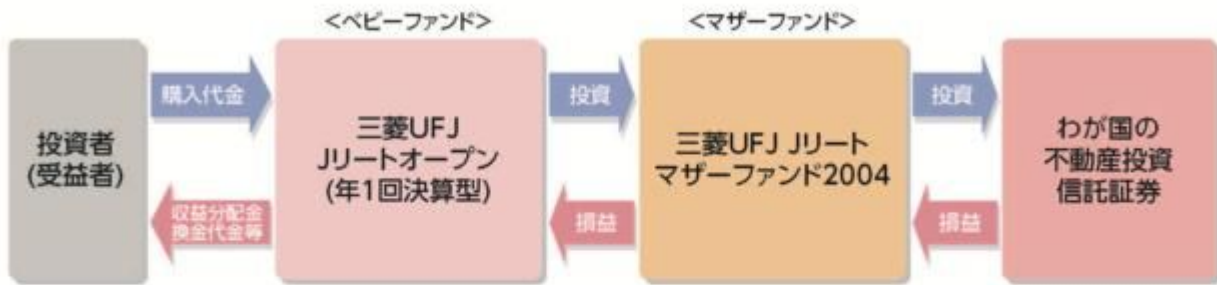 <ベビーファンド>
<マザーファンド>
投資者
(受益者)
購入代金
収益分配金
換金代金等
三菱UFJ
Jリートオープン
(年1回決算型)
投資
損益
三菱UFJ Jリート
マザーファンド2004
投資
損益
わが国の
不動産投資
信託証券